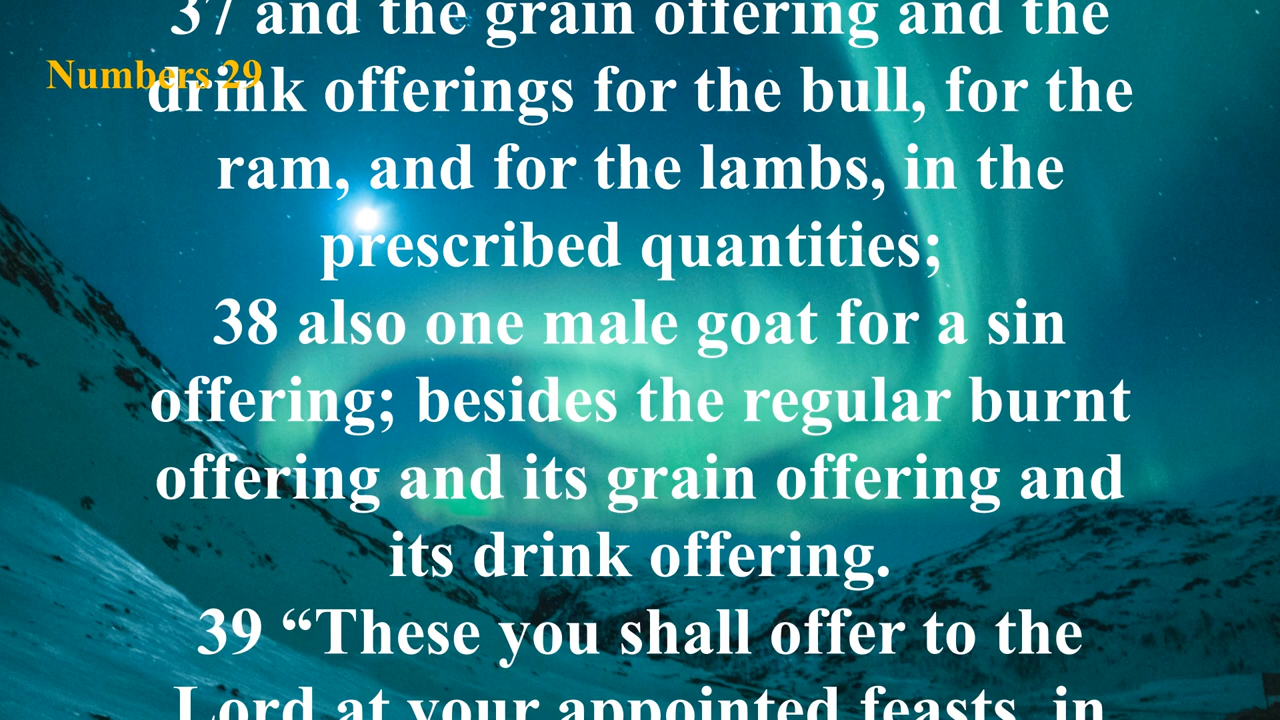 37 and the grain offering and the
Numbers 29
drink offerings for the bull, for the
ram, and for the lambs, in the
prescribed quantities;
38 also one male goat for a sin
offering; besides the regular burnt
offering and its grain offering and
its drink offering.
39 “These you shall offer to the
Lord at your appointed feasts, in